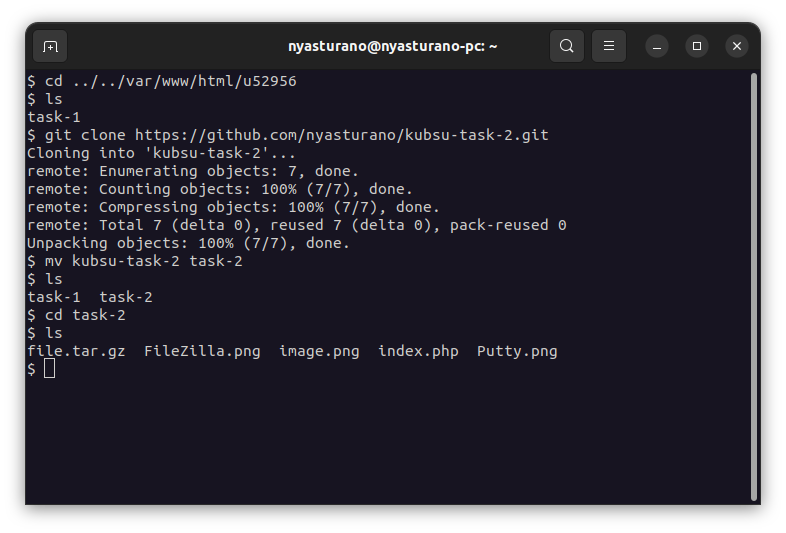 nyasturano@nyasturano-pc: ~
$ cd ../../var/www/html/u52956
$ ls
task-1
$ git clone https://github.com/nyasturano/kubsu-task-2.git
Cloning into 'kubsu-task-2'...
remote: Enumerating objects: 7, done.
remote: Counting objects: 100% (7/7), done.
remote: Compressing objects: 100% (7/7), done.
remote: Total 7 (delta 0), reused 7 (delta 0), pack-reused 0
Unpacking objects: 100% (7/7), done.
$ mv kubsu-task-2 task-2
$ ls
task-1  task-2
$ cd task-2
$ ls
file.tar.gz  FileZilla.png  image.png  index.php  Putty.png
$